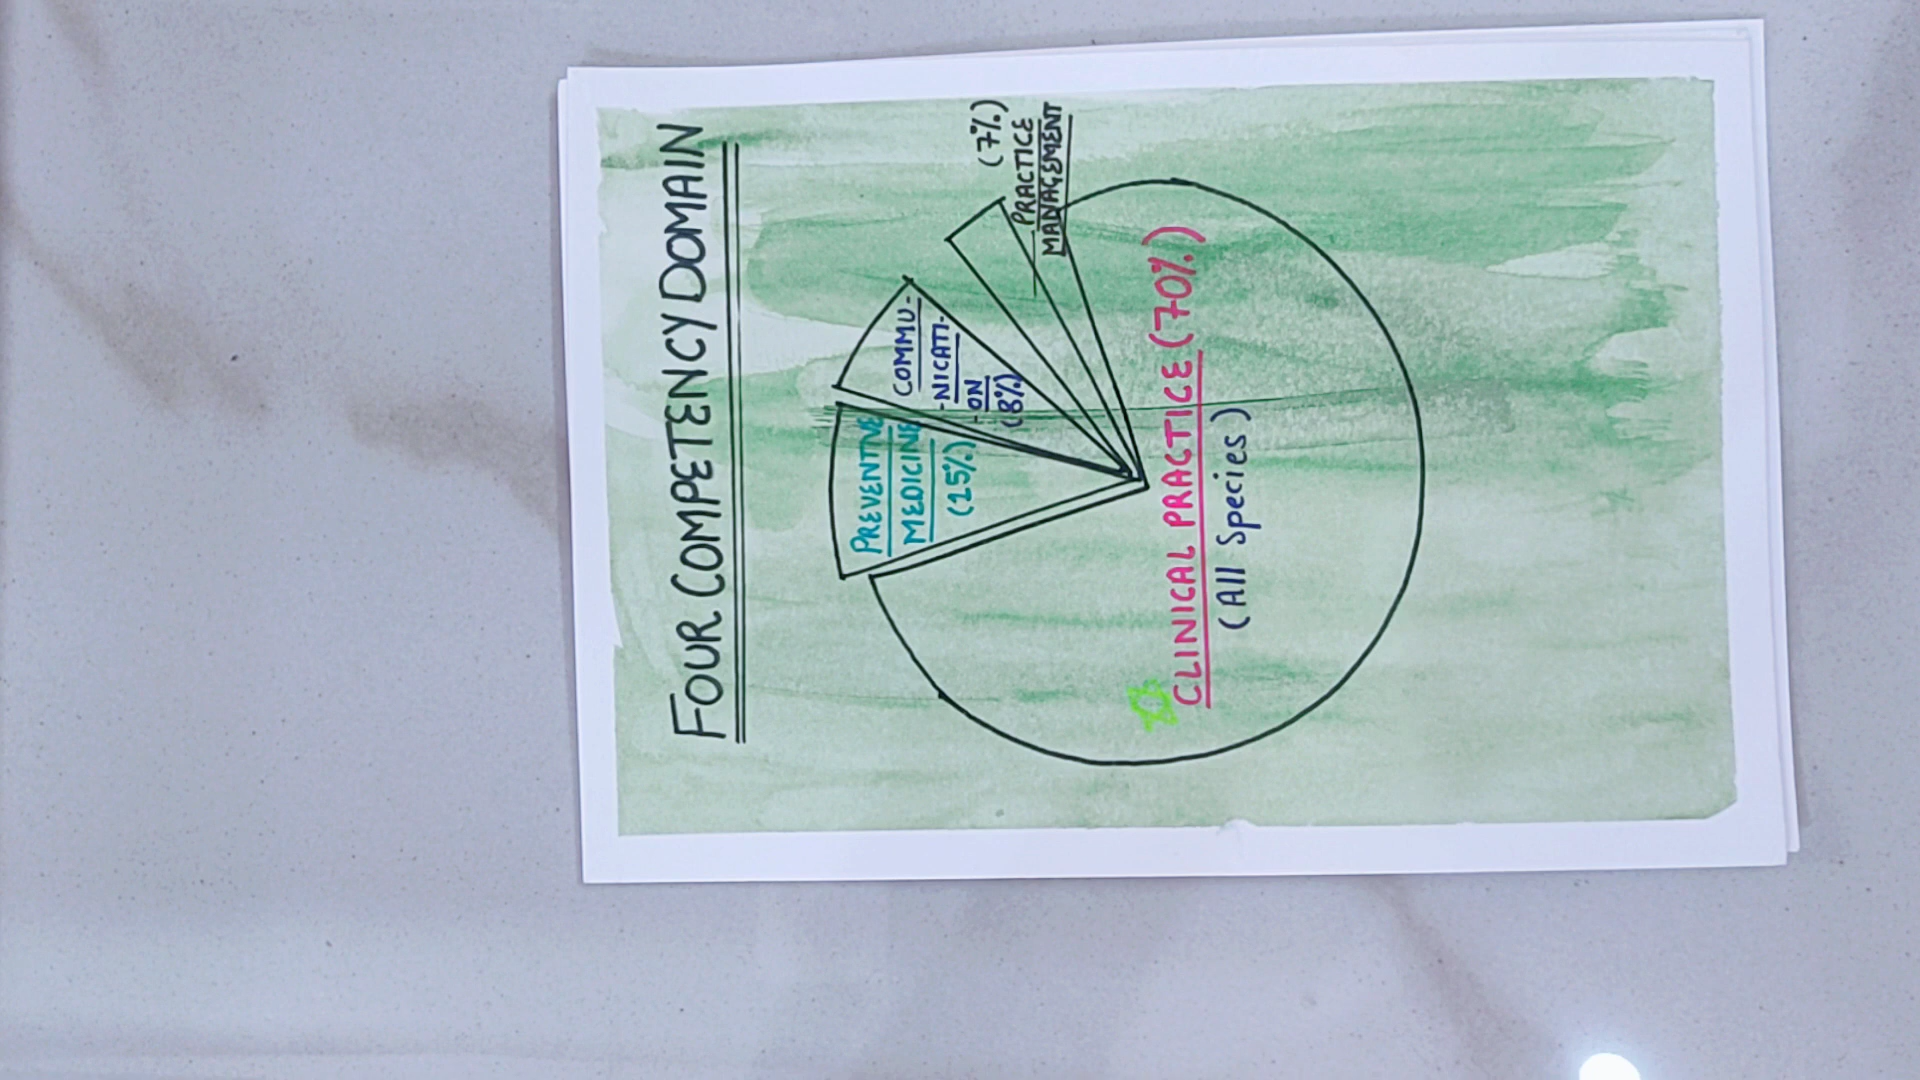 FOUR COMPETENCY DOMAIN
PREVENTIVE
MEDICINE
(15%)
COMMU-
-NICATI-
-ON
(8%)
(7%)
PRACTICE
MANAGEMENT
CLINICAL PRACTICE (70%)
(All Species)